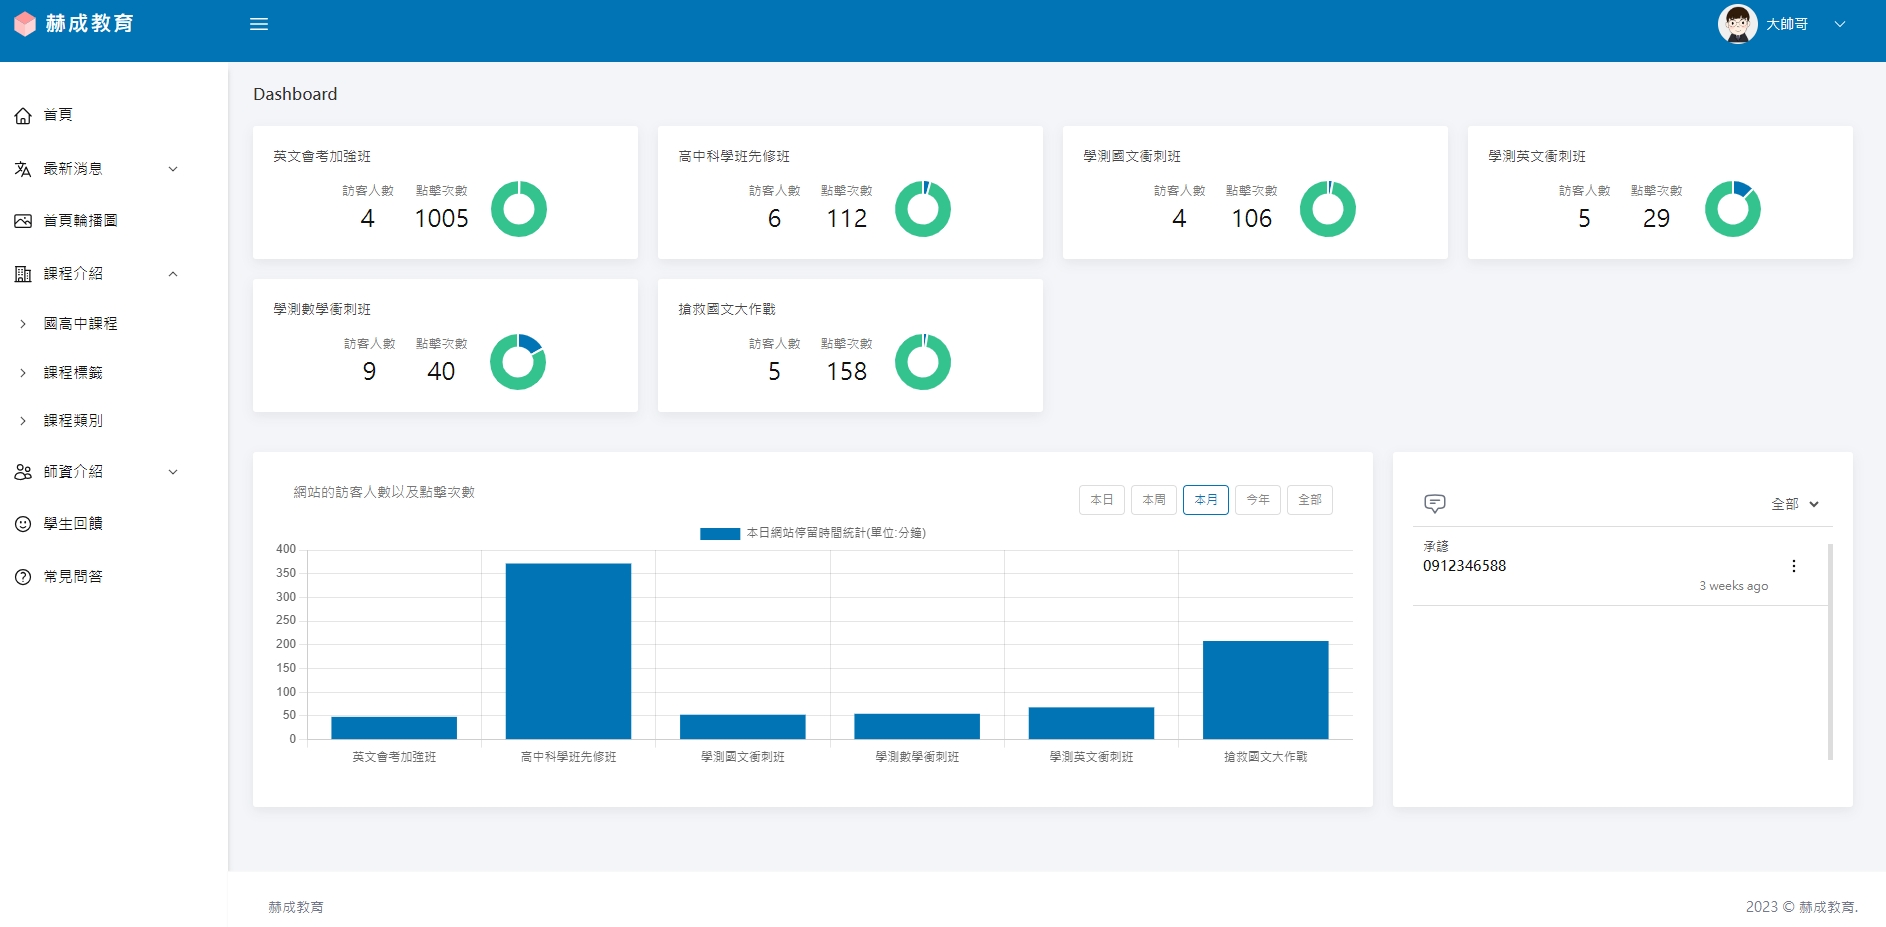 赫成教育
大帥哥
首頁
最新消息
首頁輪播圖
課程介紹
國高中課程
課程標籤
課程類別
師資介紹
學生回饋
常見問答
Dashboard
英文會考加強班
訪客人數 點擊次數
4 1005
高中科學班先修班
訪客人數 點擊次數
6 112
學測國文衝刺班
訪客人數 點擊次數
4 106
學測英文衝刺班
訪客人數 點擊次數
5 29
學測數學衝刺班
訪客人數 點擊次數
9 40
搶救國文大作戰
訪客人數 點擊次數
5 158
網站的訪客人數以及點擊次數
本日 本周 本月 今年 全部
本日網站停留時間統計(單位:分鐘)
400
350
300
250
200
150
100
50
0
英文會考加強班 高中科學班先修班 學測國文衝刺班 學測數學衝刺班 學測英文衝刺班 搶救國文大作戰
全部
承諺
0912346588
3 weeks ago
赫成教育
2023 © 赫成教育.